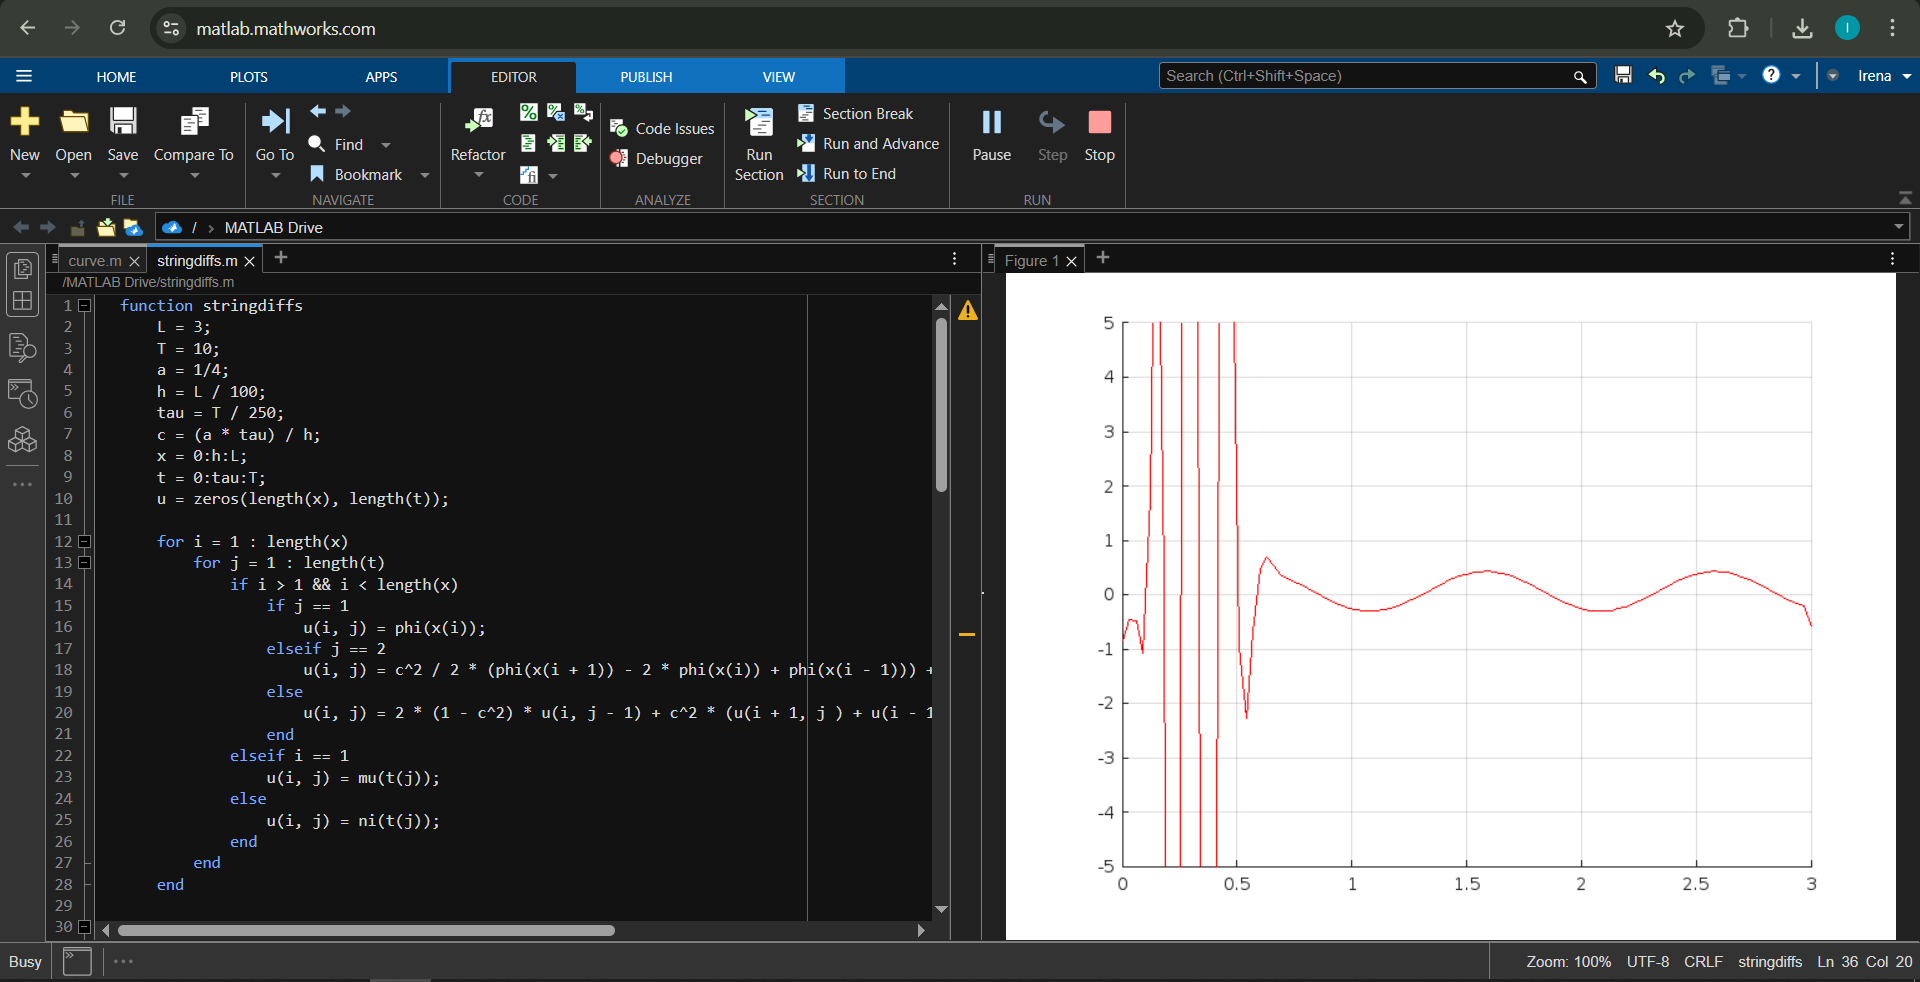 matlab.mathworks.com
I
HOME PLOTS APPS EDITOR PUBLISH VIEW
Search (Ctrl+Shift+Space)
? Irena
New Open Save Compare To
FILE
Go To Find Bookmark
NAVIGATE
Refactor
fx
% % %
fi
CODE
Code Issues
Debugger
ANALYZE
Run Section
Section Break
Run and Advance
Run to End
SECTION
Pause Step Stop
RUN
/ › MATLAB Drive
curve.m stringdiffs.m +
/MATLAB Drive/stringdiffs.m
1 function stringdiffs
2 L = 3;
3 T = 10;
4 a = 1/4;
5 h = L / 100;
6 tau = T / 250;
7 c = (a * tau) / h;
8 x = 0:h:L;
9 t = 0:tau:T;
10 u = zeros(length(x), length(t));
11
12 for i = 1 : length(x)
13 for j = 1 : length(t)
14 if i > 1 && i < length(x)
15 if j == 1
16 u(i, j) = phi(x(i));
17 elseif j == 2
18 u(i, j) = c^2 / 2 * (phi(x(i + 1)) - 2 * phi(x(i)) + phi(x(i - 1))) +
19 else
20 u(i, j) = 2 * (1 - c^2) * u(i, j - 1) + c^2 * (u(i + 1, j ) + u(i - 1
21 end
22 elseif i == 1
23 u(i, j) = mu(t(j));
24 else
25 u(i, j) = ni(t(j));
26 end
27 end
28 end
29
30
Figure 1 +
5
4
3
2
1
0
-1
-2
-3
-4
-5
0 0.5 1 1.5 2 2.5 3
Busy
Zoom: 100% UTF-8 CRLF stringdiffs Ln 36 Col 20